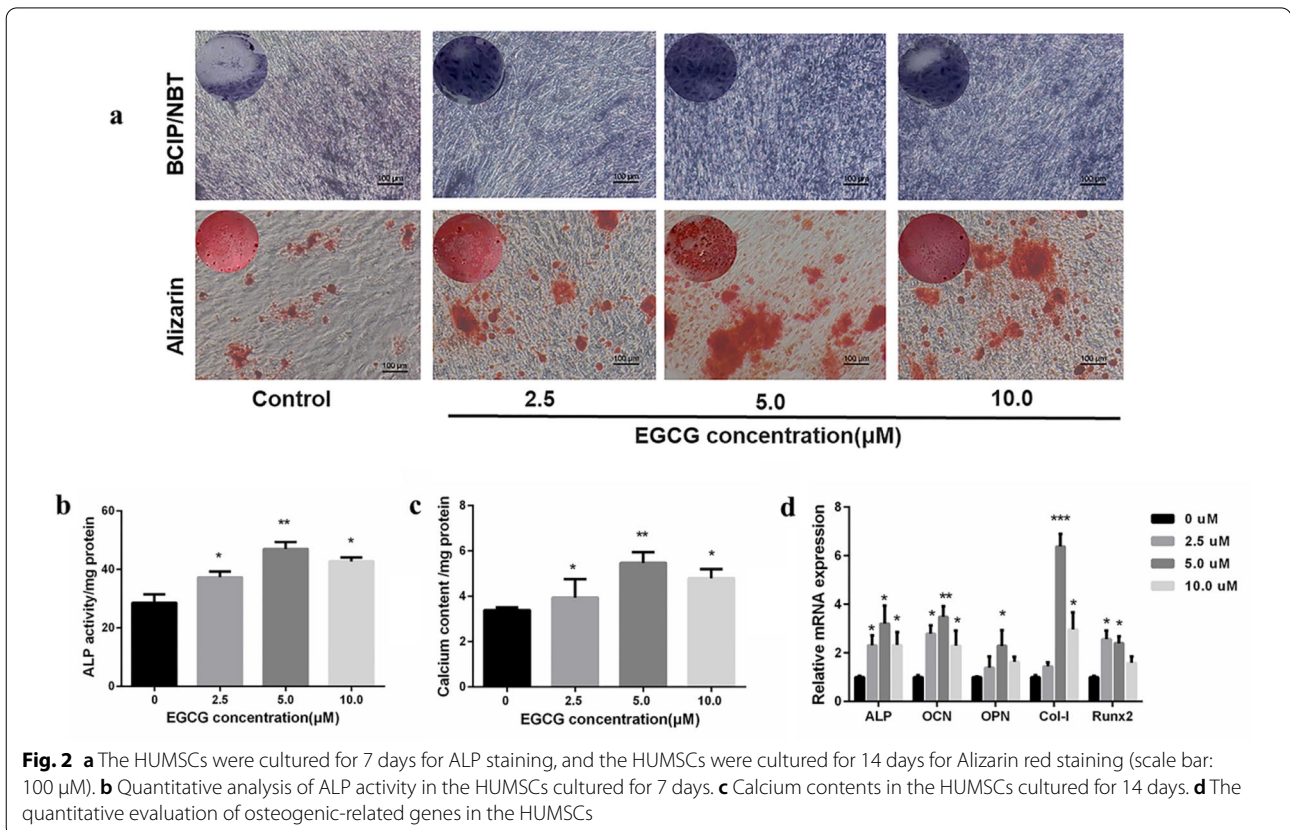 a
BCIP/NBT
100 μm
100 μm
100 μm
100 μm
Alizarin
100 μm
100 μm
100 μm
100 μm
Control
2.5
5.0
10.0
EGCG concentration(μM)
b
ALP activity/mg protein
60
40
20
0
*
**
*
0
2.5
5.0
10.0
EGCG concentration(μM)
c
Calcium content /mg protein
8
6
4
2
0
*
**
*
0
2.5
5.0
10.0
EGCG concentration(μM)
d
Relative mRNA expression
8
6
4
2
0
* * *
* ** *
*
*** *
* *
ALP
OCN
OPN
Col-I
Runx2
0 uM
2.5 uM
5.0 uM
10.0 uM
Fig. 2 a The HUMSCs were cultured for 7 days for ALP staining, and the HUMSCs were cultured for 14 days for Alizarin red staining (scale bar:
100 μM). b Quantitative analysis of ALP activity in the HUMSCs cultured for 7 days. c Calcium contents in the HUMSCs cultured for 14 days. d The
quantitative evaluation of osteogenic-related genes in the HUMSCs